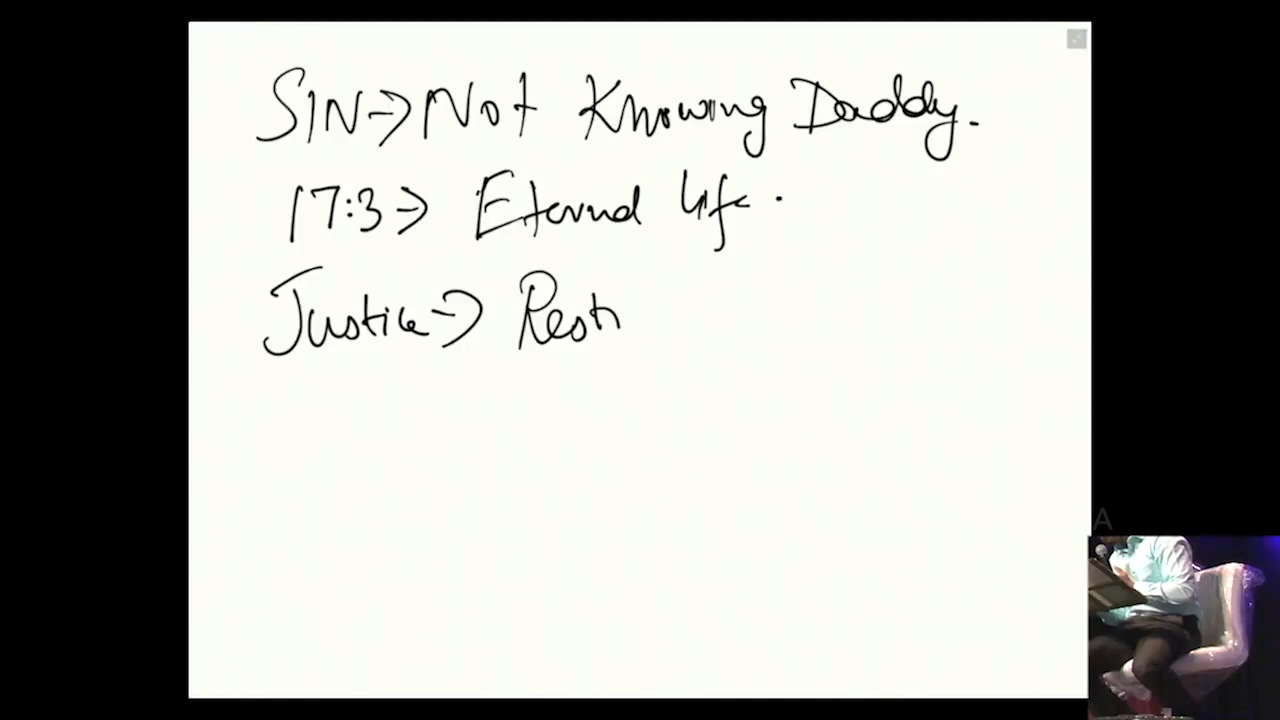 SIN → Not Knowing Daddy.
17:3 → Eternal life.
Justice → Rest
A